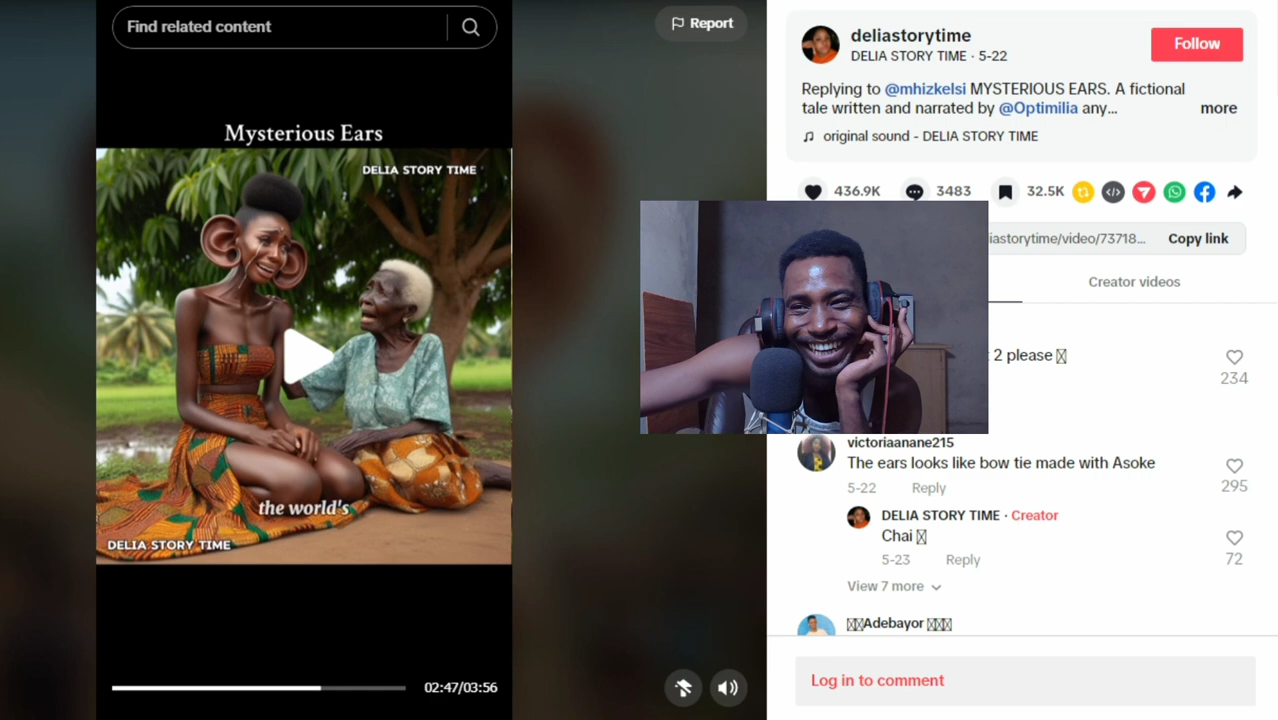 Find related content
Report
Mysterious Ears
DELIA STORY TIME
the world's
DELIA STORY TIME
02:47/03:56
deliastorytime
DELIA STORY TIME · 5-22
Follow
Replying to @mhizkelsi MYSTERIOUS EARS. A fictional
tale written and narrated by @Optimilia any... more
original sound - DELIA STORY TIME
436.9K 3483 32.5K
iastorytime/video/73718... Copy link
Creator videos
2 please
234
victoriaanane215
The ears looks like bow tie made with Asoke
295
5-22 Reply
DELIA STORY TIME · Creator
Chai
72
5-23 Reply
View 7 more
Adebayor
Log in to comment